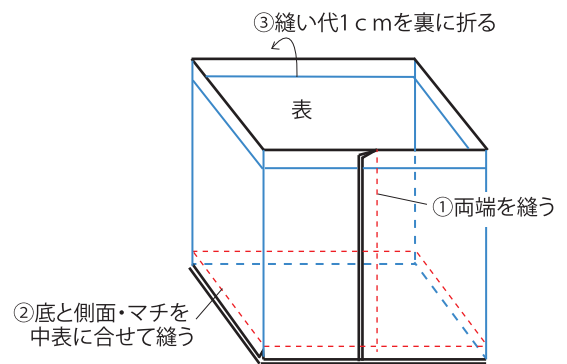 ③縫い代1cmを裏に折る
表
①両端を縫う
②底と側面・マチを
中表に合せて縫う